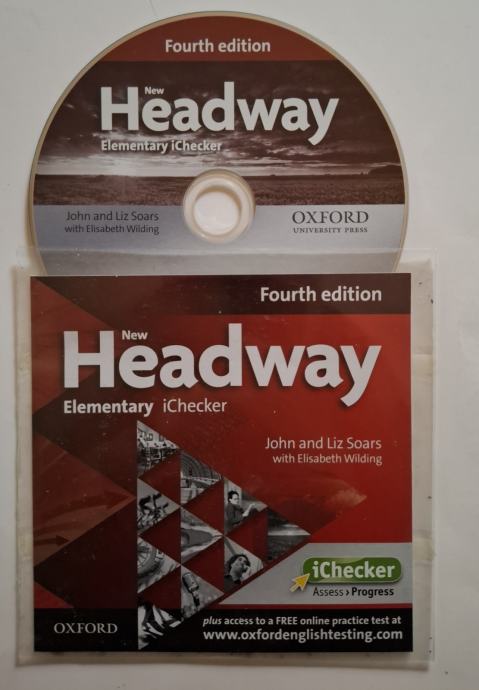 Fourth edition
New
Headway
Elementary iChecker
John and Liz Soars
with Elisabeth Wilding
OXFORD
UNIVERSITY PRESS
Fourth edition
New
Headway
Elementary iChecker
John and Liz Soars
with Elisabeth Wilding
iChecker
Assess › Progress
OXFORD
plus access to a FREE online practice test at
www.oxfordenglishtesting.com